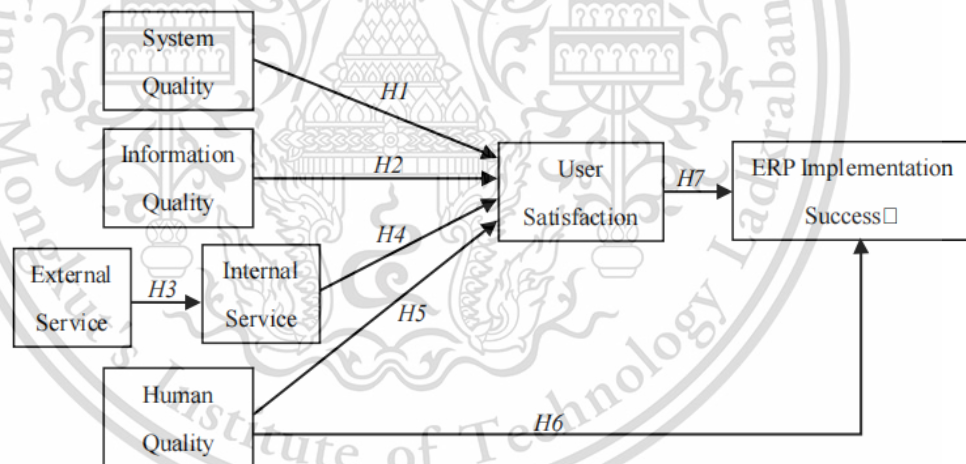 System
Quality
H1
Information
Quality
H2
User
Satisfaction
H7
ERP Implementation
Success□
H4
External
Service
H3
Internal
Service
H5
Human
Quality
H6
Mongkut's Institute of Technology Ladkrabang